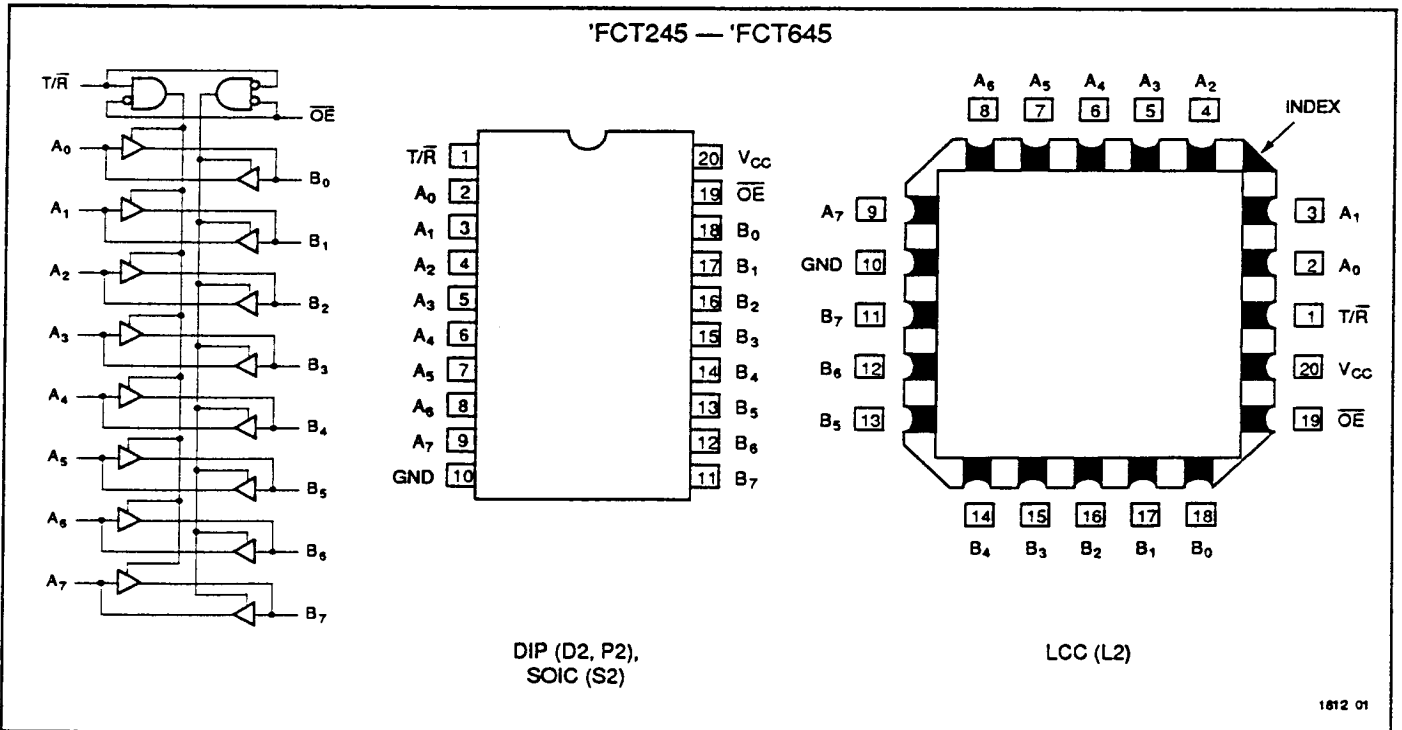 'FCT245 — 'FCT645
T/R̅
O̅E̅
A₀
B₀
A₁
B₁
A₂
B₂
A₃
B₃
A₄
B₄
A₅
B₅
A₆
B₆
A₇
B₇
T/R̅ 1
20 VCC
A₀ 2
19 O̅E̅
A₁ 3
18 B₀
A₂ 4
17 B₁
A₃ 5
16 B₂
A₄ 6
15 B₃
A₅ 7
14 B₄
A₆ 8
13 B₅
A₇ 9
12 B₆
GND 10
11 B₇
DIP (D2, P2),
SOIC (S2)
A₆ A₅ A₄ A₃ A₂
8 7 6 5 4
INDEX
A₇ 9
3 A₁
GND 10
2 A₀
B₇ 11
1 T/R̅
B₆ 12
20 VCC
B₅ 13
19 O̅E̅
14 15 16 17 18
B₄ B₃ B₂ B₁ B₀
LCC (L2)
1612 01